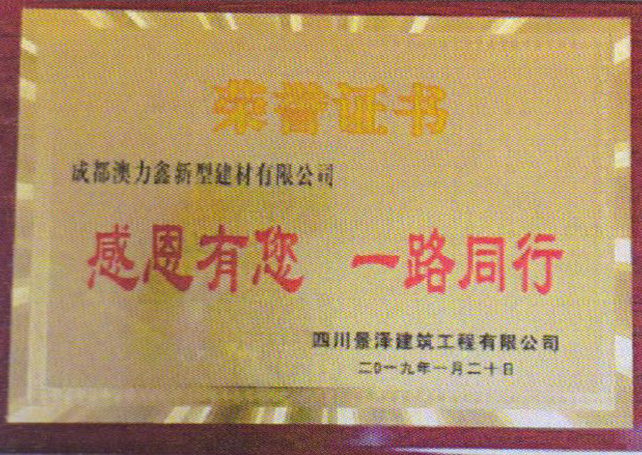 荣誉证书
成都澳力鑫新型建材有限公司
感恩有您 一路同行
四川景泽建筑工程有限公司
二0一九年一月二十日